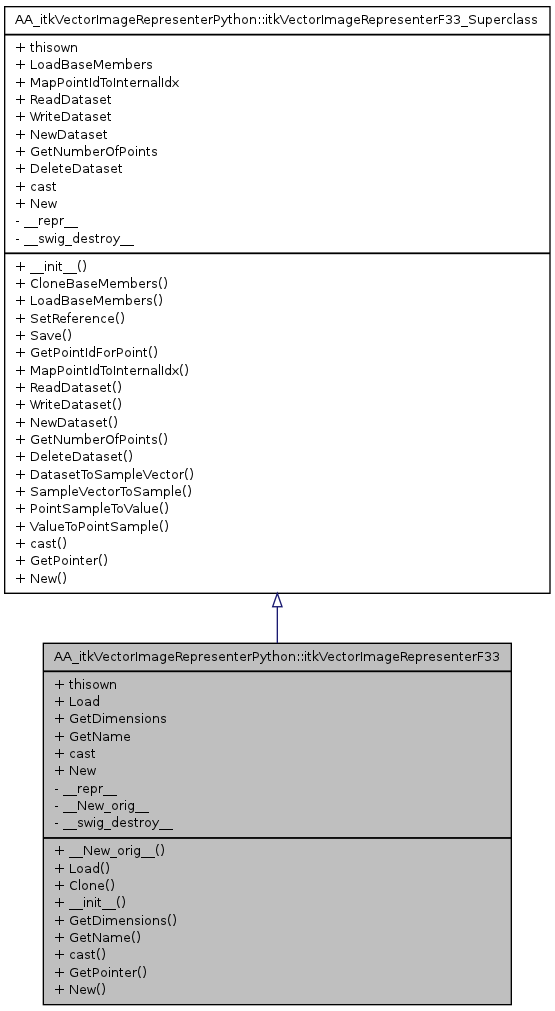 AA_itkVectorImageRepresenterPython::itkVectorImageRepresenterF33_Superclass
+ thisown
+ LoadBaseMembers
+ MapPointIdToInternalIdx
+ ReadDataset
+ WriteDataset
+ NewDataset
+ GetNumberOfPoints
+ DeleteDataset
+ cast
+ New
- __repr__
- __swig_destroy__
+ __init__()
+ CloneBaseMembers()
+ LoadBaseMembers()
+ SetReference()
+ Save()
+ GetPointIdForPoint()
+ MapPointIdToInternalIdx()
+ ReadDataset()
+ WriteDataset()
+ NewDataset()
+ GetNumberOfPoints()
+ DeleteDataset()
+ DatasetToSampleVector()
+ SampleVectorToSample()
+ PointSampleToValue()
+ ValueToPointSample()
+ cast()
+ GetPointer()
+ New()
AA_itkVectorImageRepresenterPython::itkVectorImageRepresenterF33
+ thisown
+ Load
+ GetDimensions
+ GetName
+ cast
+ New
- __repr__
- __New_orig__
- __swig_destroy__
+ __New_orig__()
+ Load()
+ Clone()
+ __init__()
+ GetDimensions()
+ GetName()
+ cast()
+ GetPointer()
+ New()